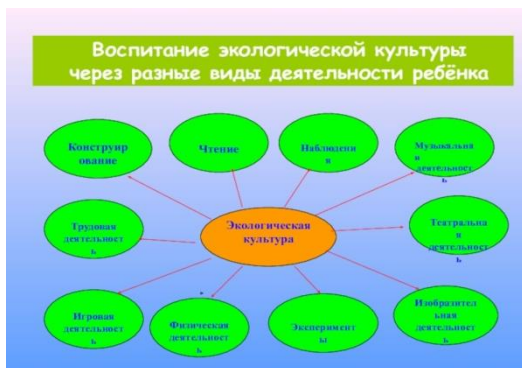 Воспитание экологической культуры
через разные виды деятельности ребёнка
Конструир
ование
Чтение
Наблюдени
я
Музыкальна
я
деятельност
ь
Трудовая
деятельност
ь
Экологическая
культура
Театральна
я
деятельност
ь
Игровая
деятельност
ь
Физическая
деятельност
ь
Эксперимент
ы
Изобразител
ьная
деятельност
ь